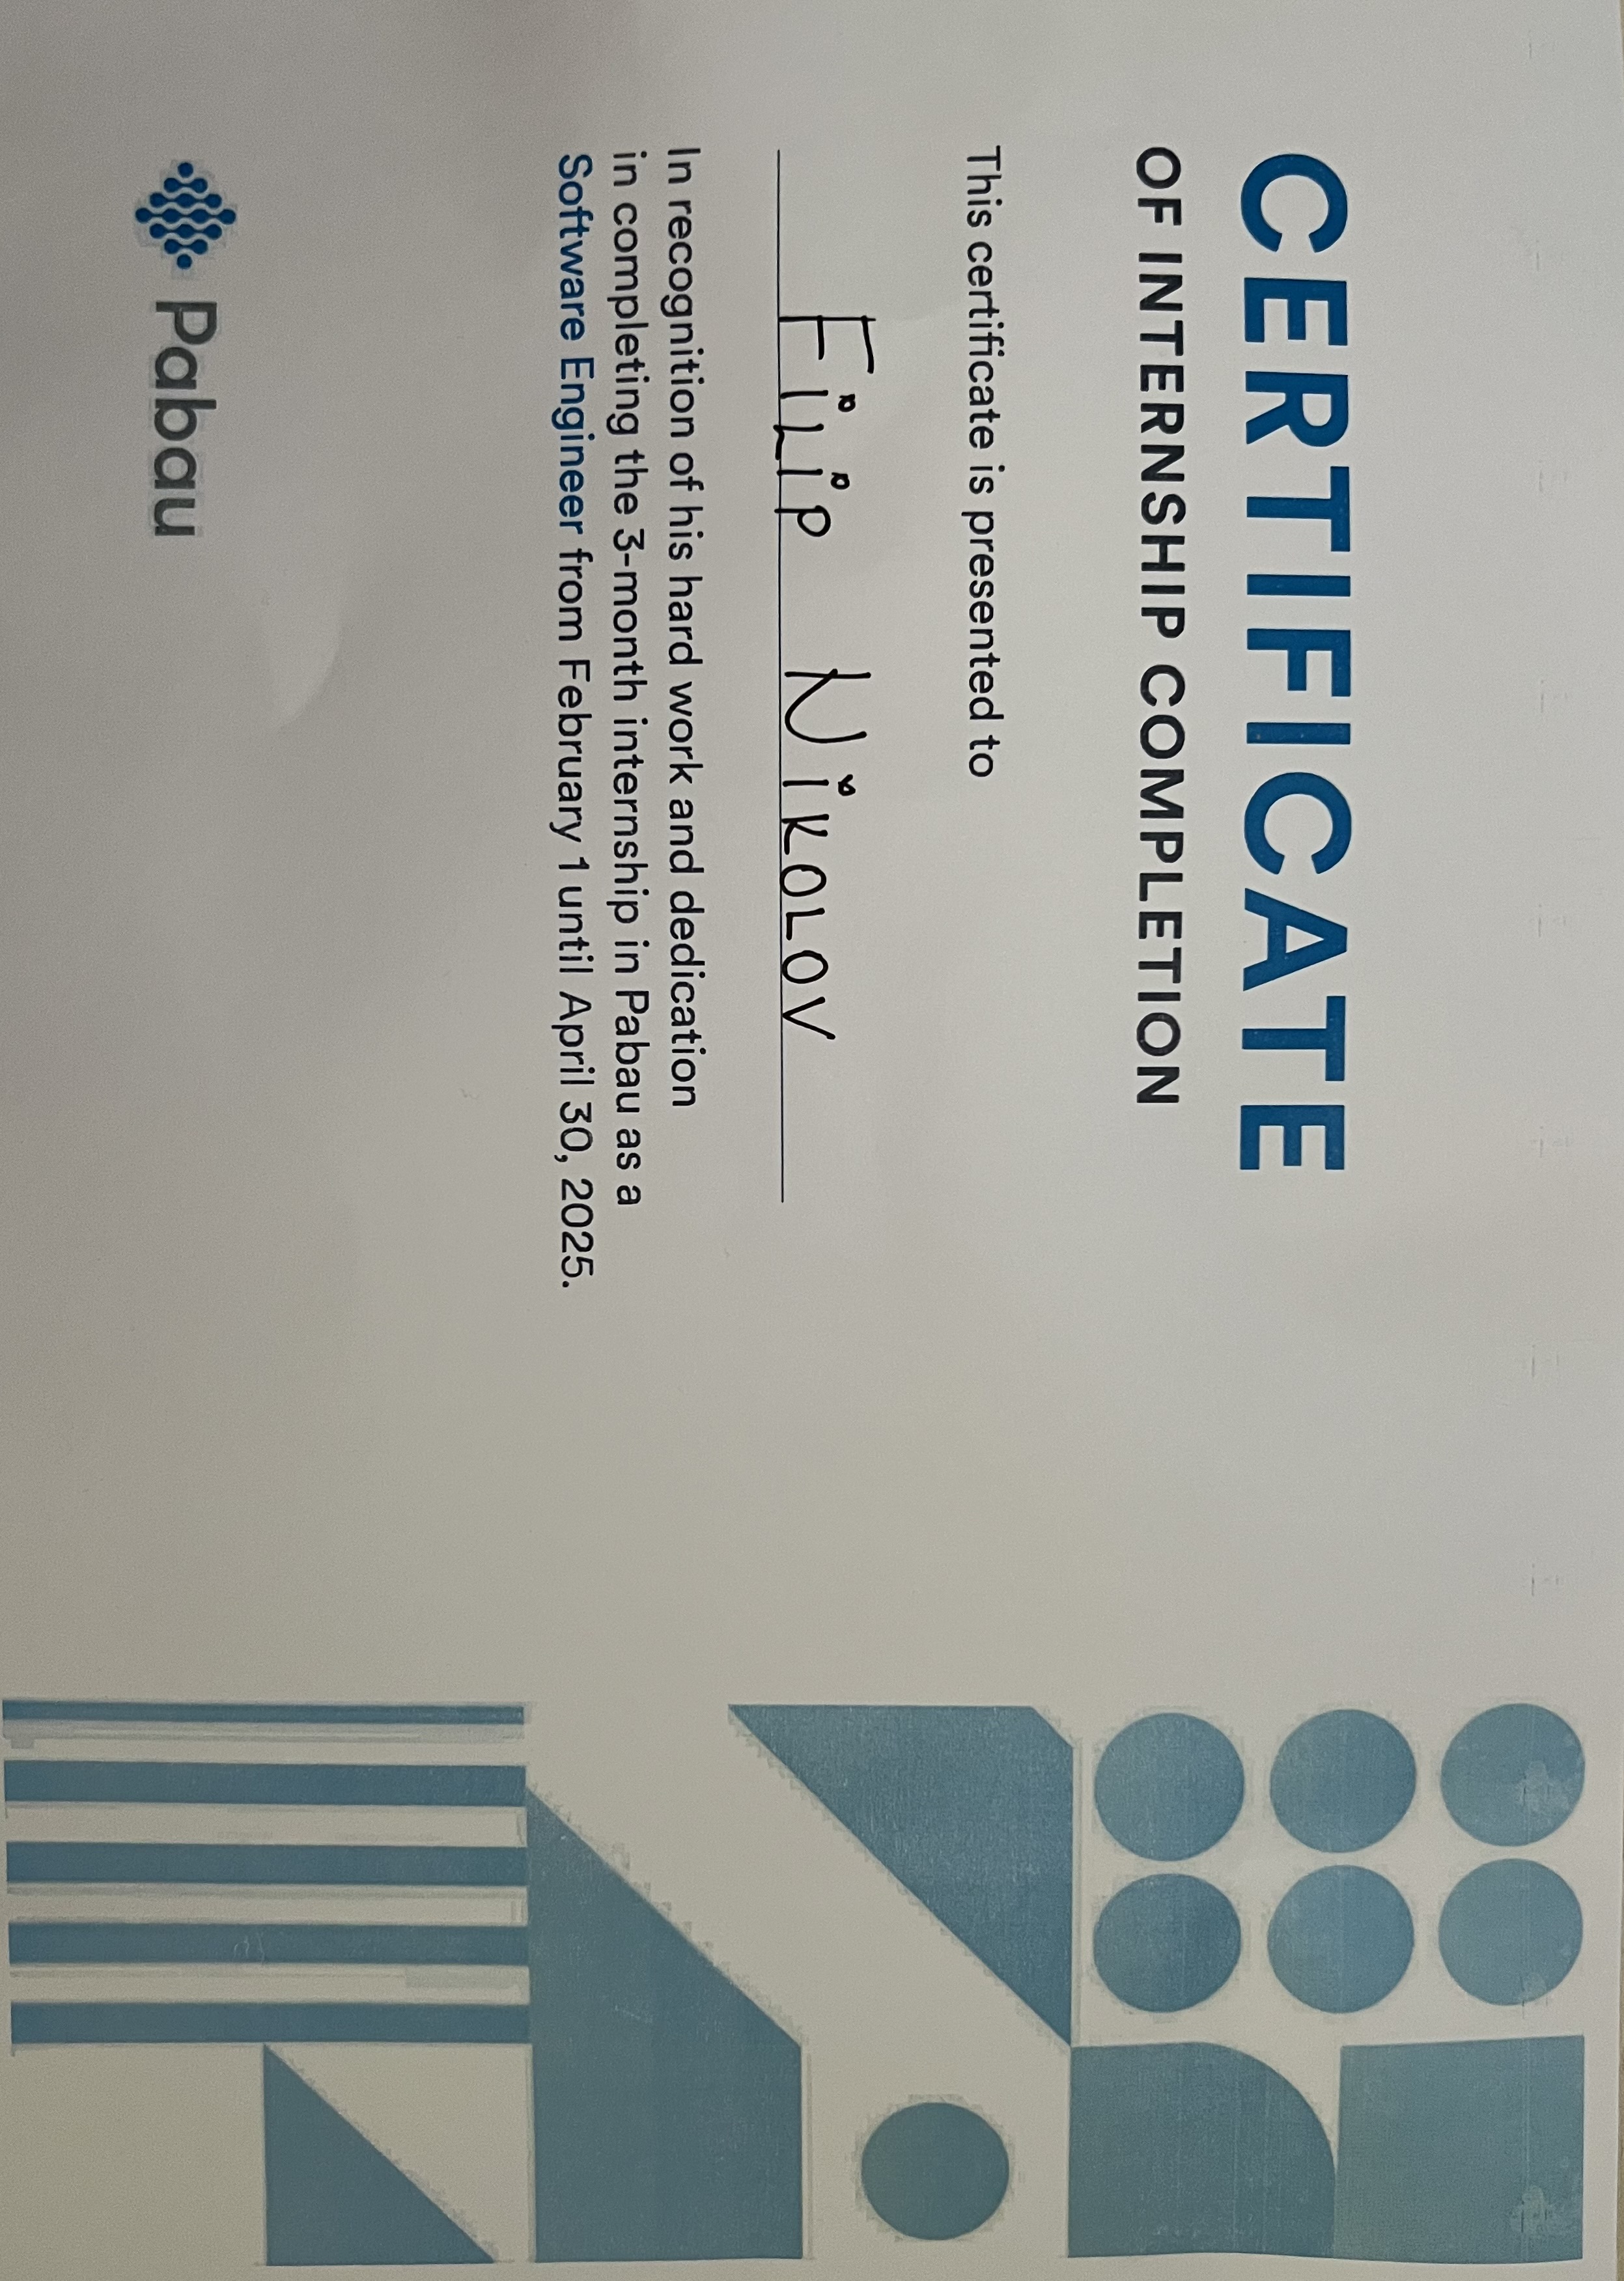 CERTIFICATE
OF INTERNSHIP COMPLETION
This certificate is presented to
Filip Nikolov
In recognition of his hard work and dedication
in completing the 3-month internship in Pabau as a
Software Engineer from February 1 until April 30, 2025.
Pabau